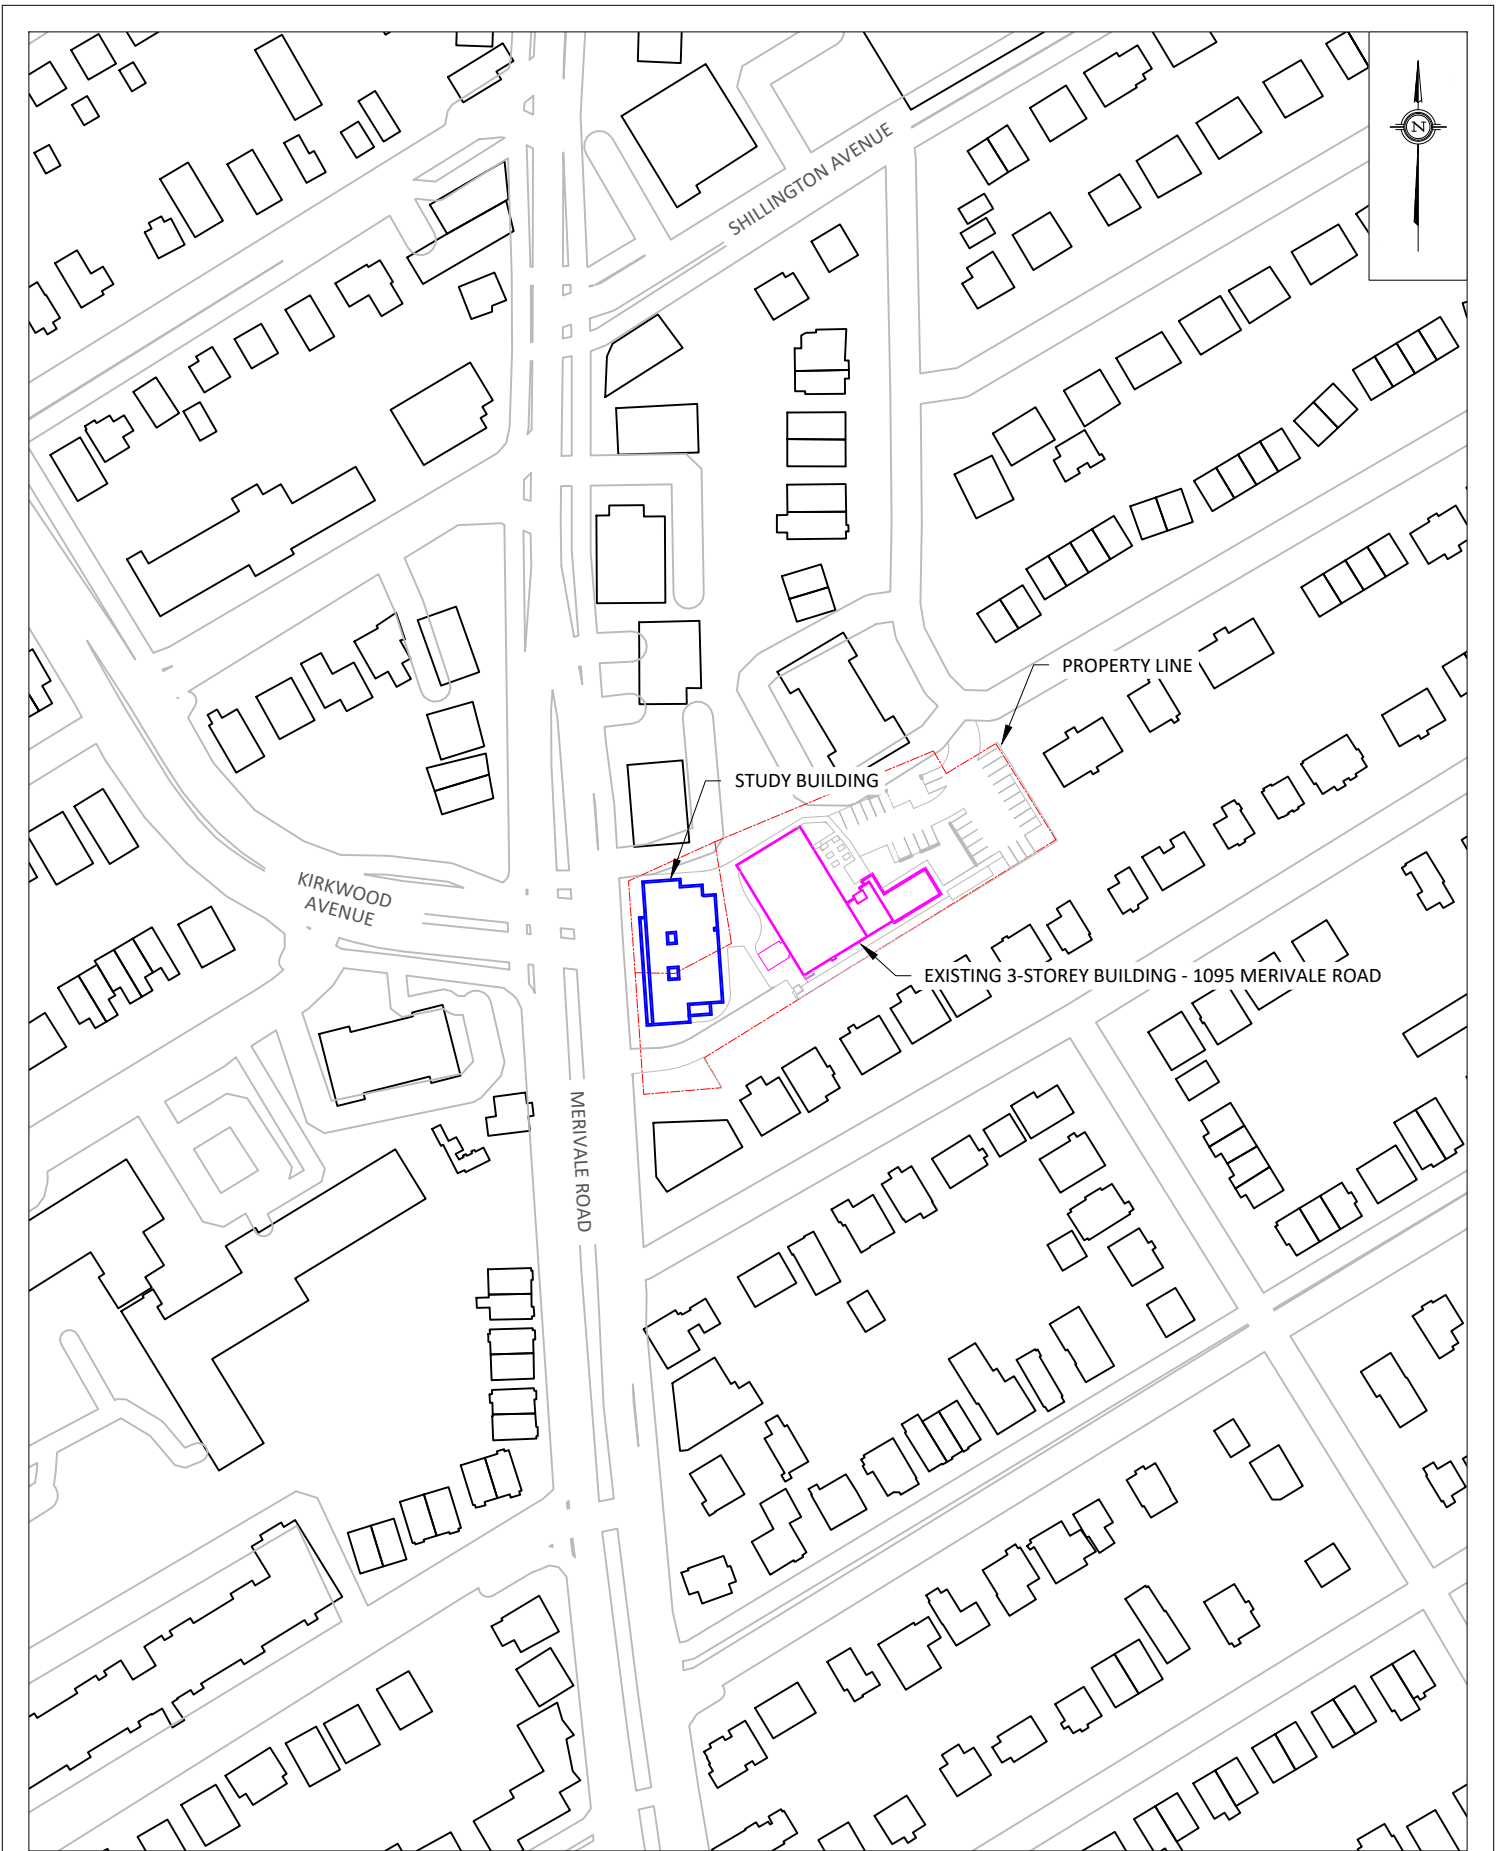 N
SHILLINGTON AVENUE
PROPERTY LINE
STUDY BUILDING
KIRKWOOD
AVENUE
EXISTING 3-STOREY BUILDING - 1095 MERIVALE ROAD
MERIVALE ROAD